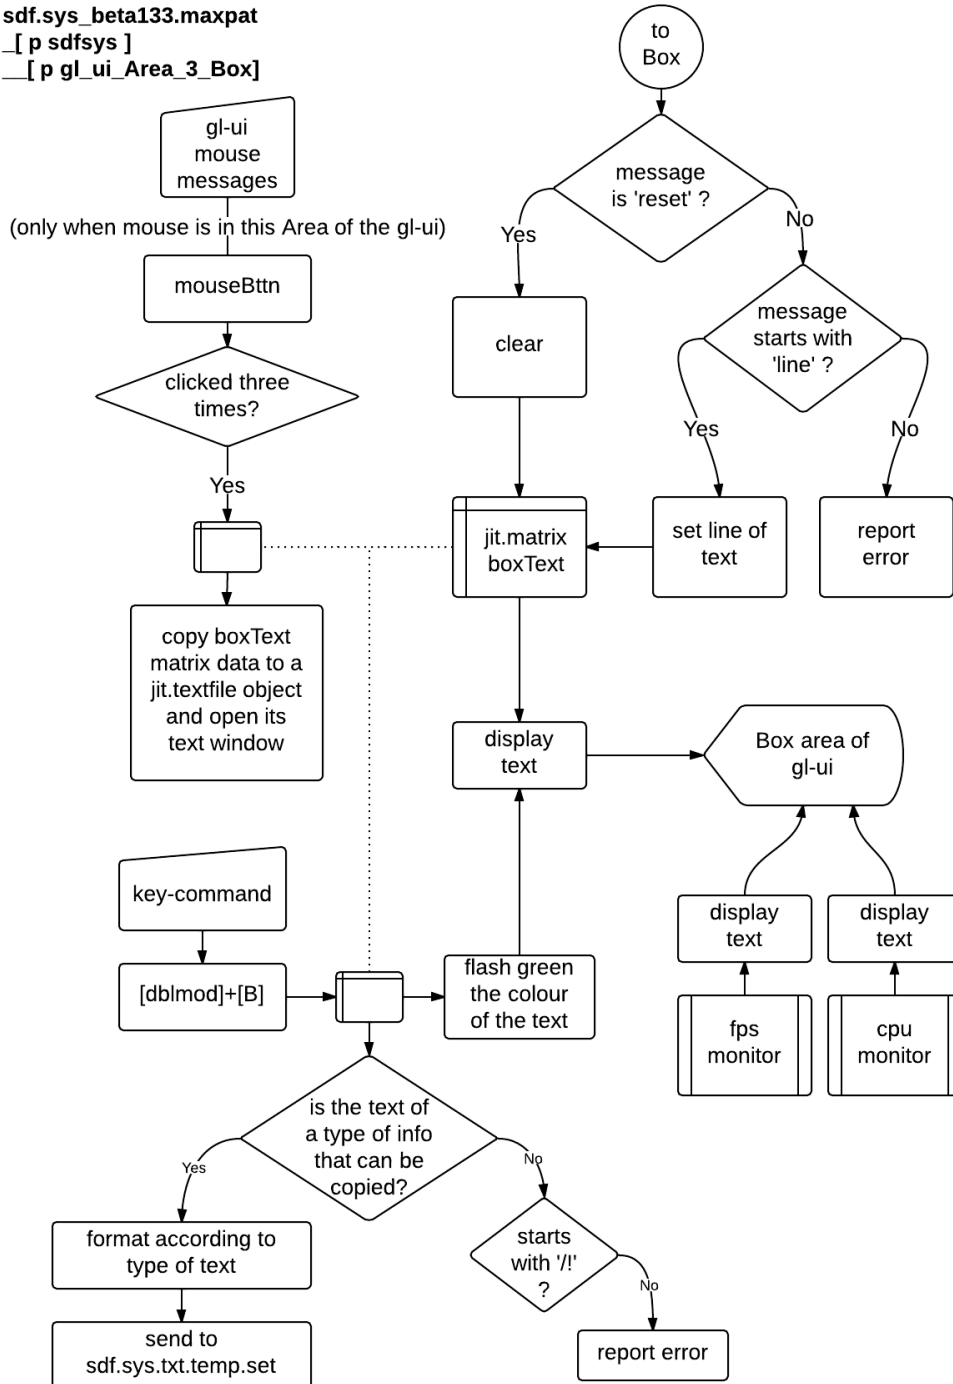 sdf.sys_beta133.maxpat
_[ p sdfsys ]
__[ p gl_ui_Area_3_Box]
to
Box
gl-ui
mouse
messages
(only when mouse is in this Area of the gl-ui)
mouseBttn
clicked three
times?
Yes
copy boxText
matrix data to a
jit.textfile object
and open its
text window
message
is 'reset' ?
Yes
No
clear
message
starts with
'line' ?
Yes
No
jit.matrix
boxText
set line of
text
report
error
display
text
Box area of
gl-ui
display
text
display
text
fps
monitor
cpu
monitor
key-command
[dblmod]+[B]
flash green
the colour
of the text
is the text of
a type of info
that can be
copied?
Yes
No
format according to
type of text
send to
sdf.sys.txt.temp.set
starts
with '/!'
?
No
report error